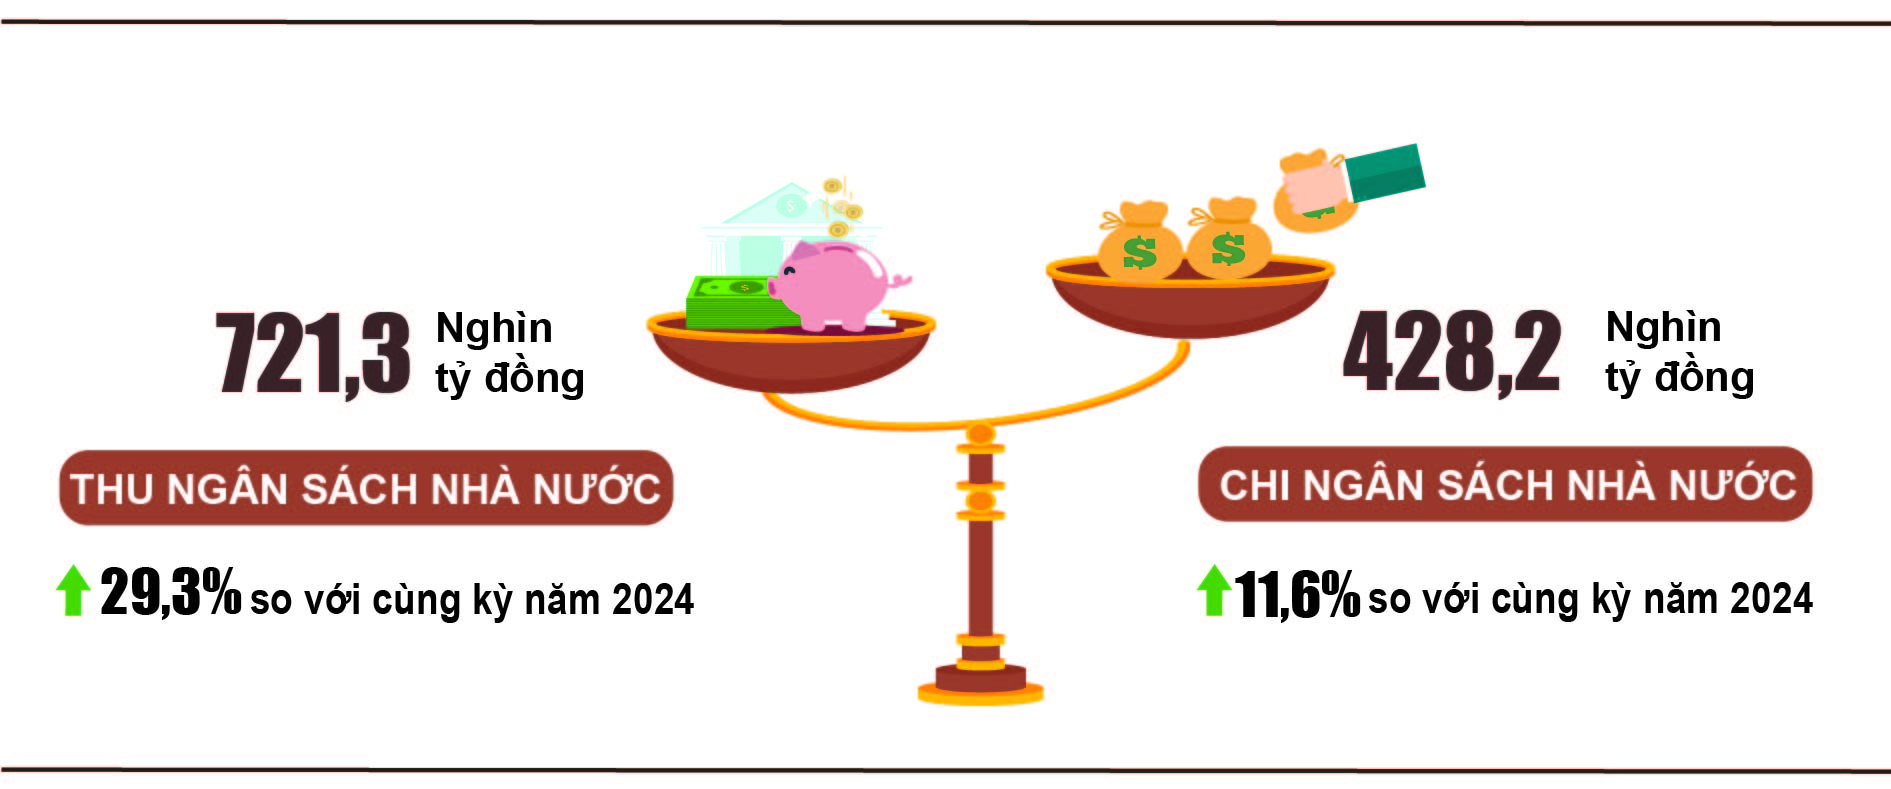 721,3
Nghìn
tỷ đồng
THU NGÂN SÁCH NHÀ NƯỚC
29,3% so với cùng kỳ năm 2024
$
$
$
$
$
428,2
Nghìn
tỷ đồng
CHI NGÂN SÁCH NHÀ NƯỚC
11,6% so với cùng kỳ năm 2024